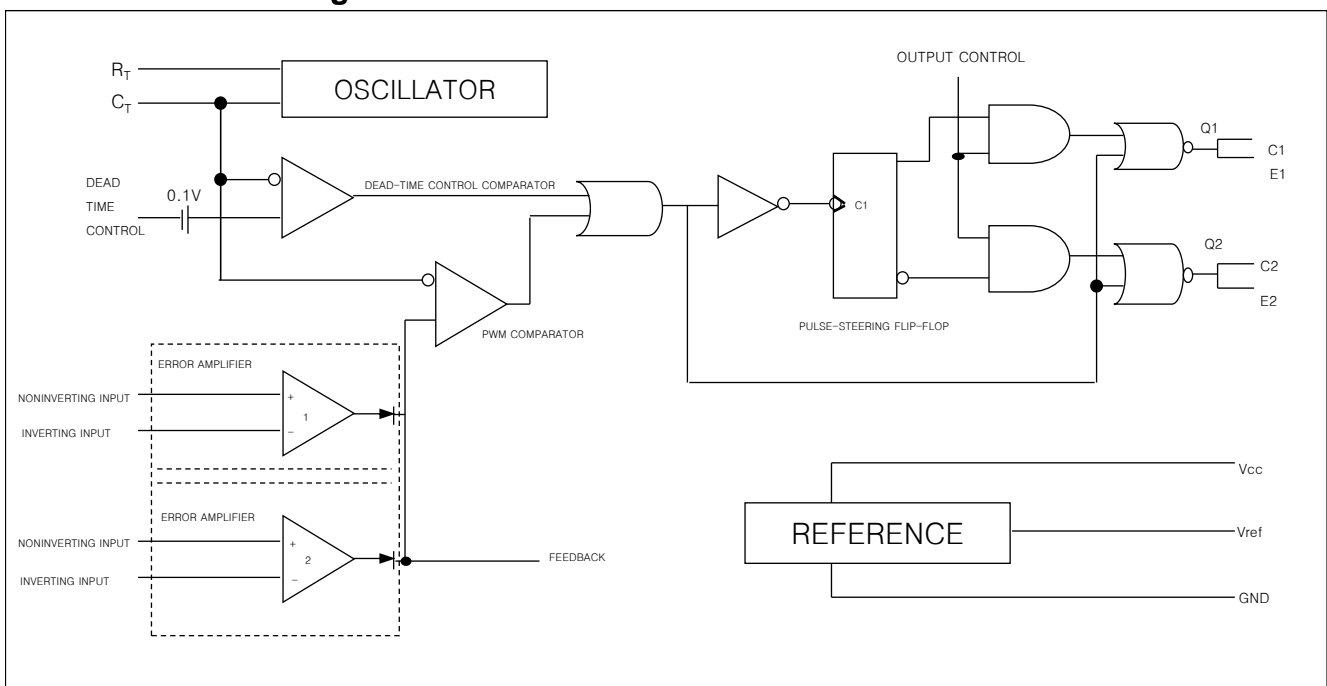 OUTPUT CONTROL
RT
CT
OSCILLATOR
DEAD
TIME
CONTROL
0.1V
DEAD-TIME CONTROL COMPARATOR
C1
Q1
C1
E1
Q2
C2
E2
PWM COMPARATOR
PULSE-STEERING FLIP-FLOP
ERROR AMPLIFIER
NONINVERTING INPUT
INVERTING INPUT
+
1
−
ERROR AMPLIFIER
NONINVERTING INPUT
INVERTING INPUT
+
2
−
FEEDBACK
REFERENCE
Vcc
Vref
GND